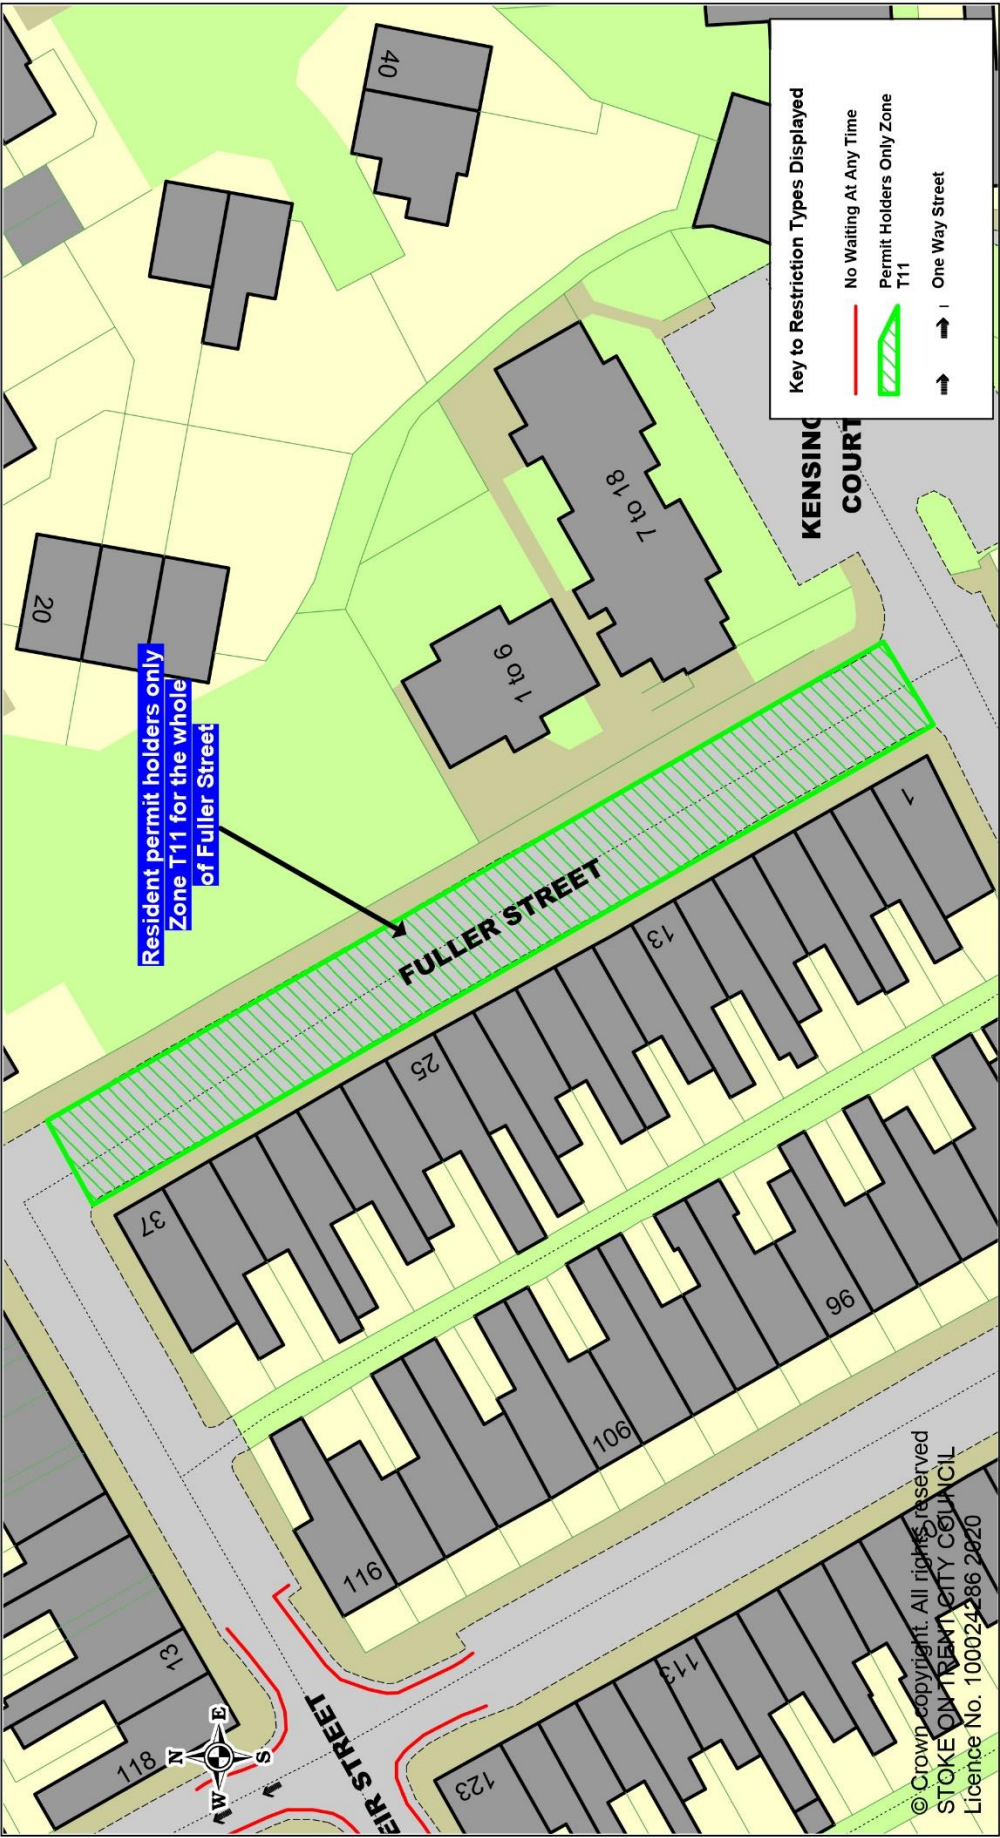 Resident permit holders only
Zone T11 for the whole
of Fuller Street
FULLER STREET
KENSING
COURT
EIR STREET
Key to Restriction Types Displayed
No Waiting At Any Time
Permit Holders Only Zone
T11
One Way Street
40
20
1 to 6
7 to 18
1
13
25
37
96
106
116
113
123
118
13
N
E
S
W
© Crown copyright. All rights reserved
STOKE ON TRENT CITY COUNCIL
Licence No. 100024286 2020